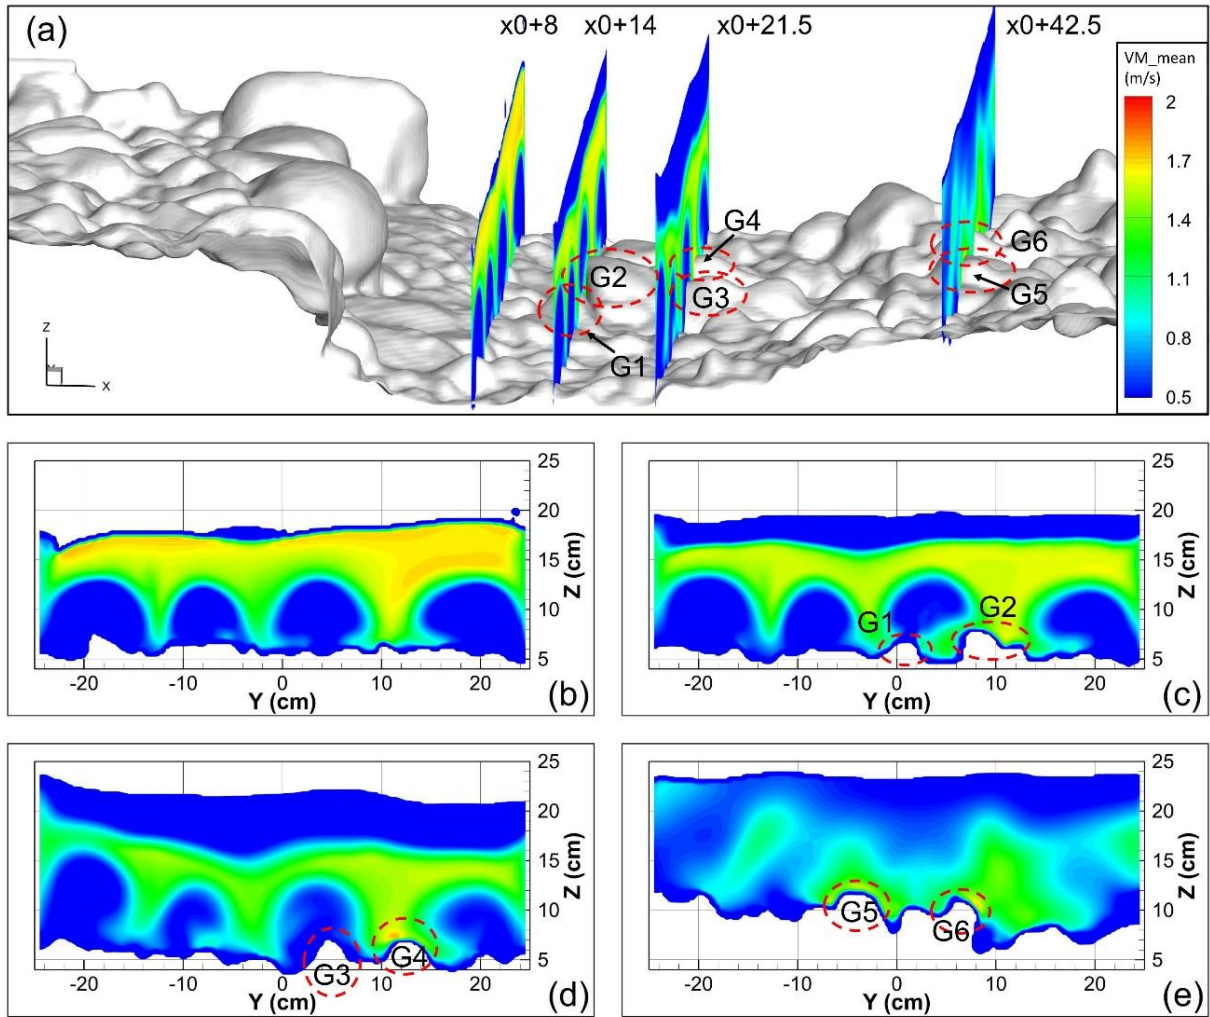 (a)
x0+8 x0+14 x0+21.5 x0+42.5
VM_mean
(m/s)
2
1.7
1.4
1.1
0.8
0.5
G4
G6
G2
G3
G5
G1
z
x
25
20
15
10
5
Z (cm)
-20 -10 0 10 20
Y (cm)
(b)
25
20
15
10
5
Z (cm)
G1 G2
-20 -10 0 10 20
Y (cm)
(c)
25
20
15
10
5
Z (cm)
G3 G4
-20 -10 0 10 20
Y (cm)
(d)
25
20
15
10
5
Z (cm)
G5 G6
-20 -10 0 10 20
Y (cm)
(e)